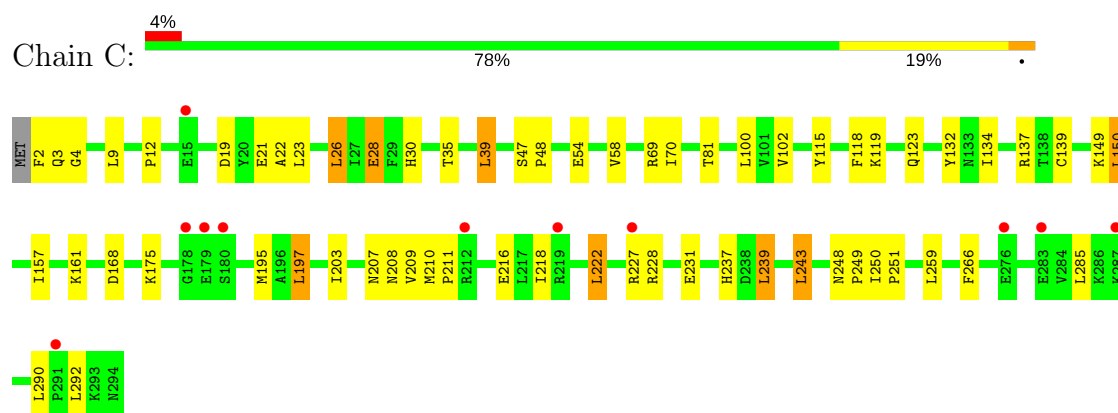 4%
Chain C:
78% 19% •
MET F2 Q3 G4 L9 P12 E15 D19 Y20 E21 A22 L23 L26 I27 E28 F29 H30 T35 L39 S47 P48 E54 V58 R69 I70 T81 L100 V101 V102 Y115 F118 K119 Q123 Y132 N133 I134 R137 T138 C139 K149 L150
I157 K161 D168 K175 G178 E179 S180 M195 A196 L197 I203 N207 N208 V209 M210 P211 R212 E216 L217 I218 R219 L222 R227 R228 E231 H237 D238 L239 L243 N248 P249 I250 P251 L259 F266 E276 E283 V284 L285 K286 K287
L290 P291 L292 K293 N294